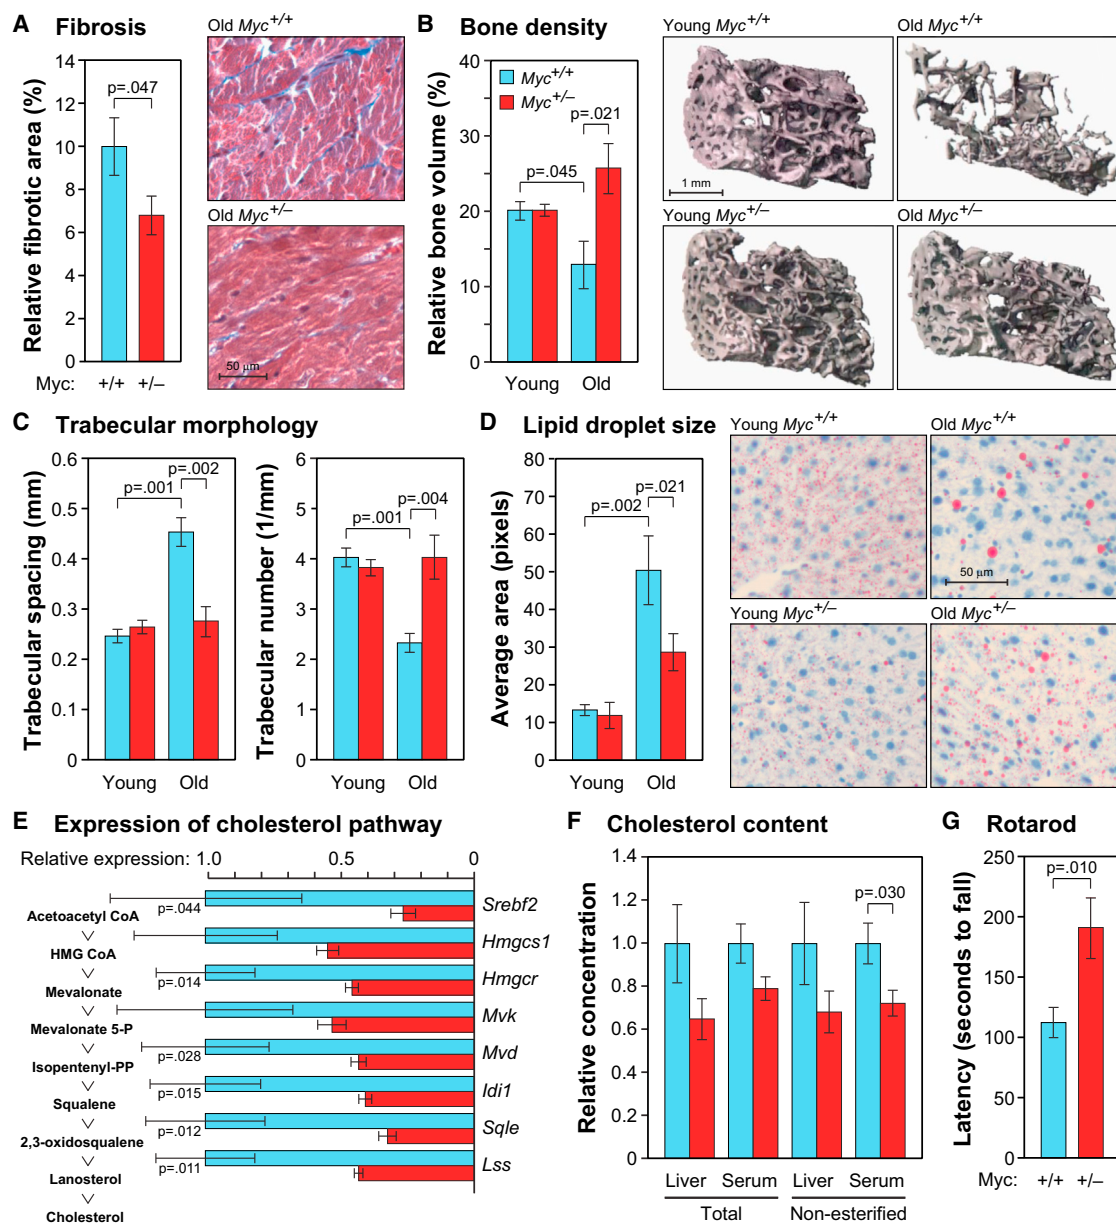 A Fibrosis
Relative fibrotic area (%)
14
12
10
8
6
4
2
0
p=.047
Myc: +/+ +/–
Old Myc+/+
Old Myc+/–
50 µm
B Bone density
Relative bone volume (%)
40
30
20
10
0
Myc+/+
Myc+/–
p=.045
p=.021
Young Old
Young Myc+/+
Old Myc+/+
1 mm
Young Myc+/–
Old Myc+/–
C Trabecular morphology
Trabecular spacing (mm)
0.6
0.5
0.4
0.3
0.2
0.1
0
p=.001
p=.002
Young Old
Trabecular number (1/mm)
6
5
4
3
2
1
0
p=.001
p=.004
Young Old
D Lipid droplet size
Average area (pixels)
80
70
60
50
40
30
20
10
0
p=.002
p=.021
Young Old
Young Myc+/+
Old Myc+/+
50 µm
Young Myc+/–
Old Myc+/–
E Expression of cholesterol pathway
Relative expression: 1.0 0.5 0
Acetoacetyl CoA
p=.044
Srebf2
HMG CoA
Hmgcs1
Mevalonate
p=.014
Hmgcr
Mevalonate 5-P
Mvk
Isopentenyl-PP
p=.028
Mvd
Squalene
p=.015
Idi1
2,3-oxidosqualene
p=.012
Sqle
Lanosterol
p=.011
Lss
Cholesterol
F Cholesterol content
Relative concentration
1.4
1.2
1.0
0.8
0.6
0.4
0.2
0
p=.030
Liver Serum Liver Serum
Total Non-esterified
G Rotarod
Latency (seconds to fall)
250
200
150
100
50
0
p=.010
Myc: +/+ +/–